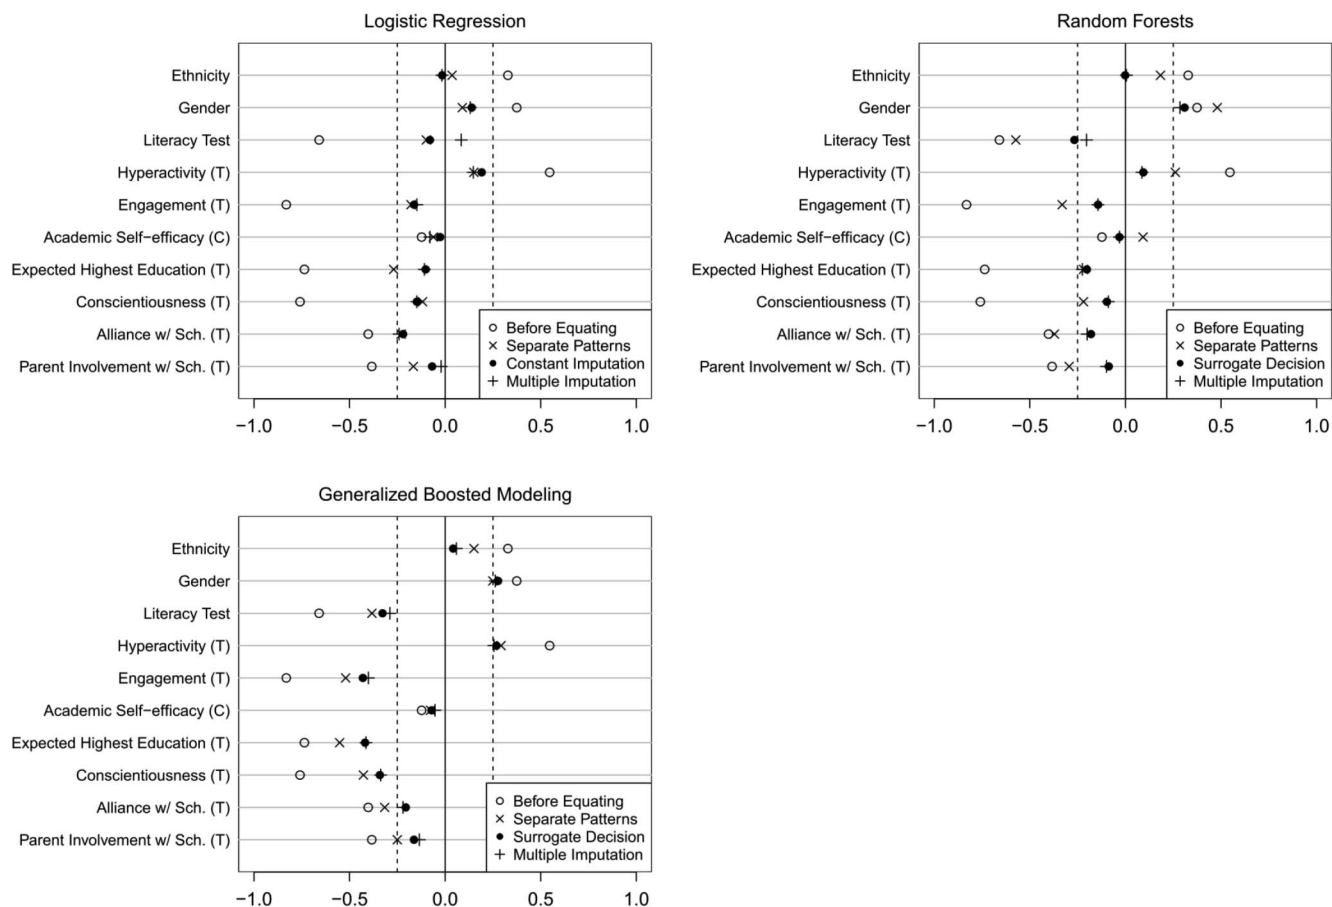 Logistic Regression
Ethnicity
Gender
Literacy Test
Hyperactivity (T)
Engagement (T)
Academic Self−efficacy (C)
Expected Highest Education (T)
Conscientiousness (T)
Alliance w/ Sch. (T)
Parent Involvement w/ Sch. (T)
Before Equating
Separate Patterns
Constant Imputation
Multiple Imputation
−1.0 −0.5 0.0 0.5 1.0
Random Forests
Ethnicity
Gender
Literacy Test
Hyperactivity (T)
Engagement (T)
Academic Self−efficacy (C)
Expected Highest Education (T)
Conscientiousness (T)
Alliance w/ Sch. (T)
Parent Involvement w/ Sch. (T)
Before Equating
Separate Patterns
Surrogate Decision
Multiple Imputation
−1.0 −0.5 0.0 0.5 1.0
Generalized Boosted Modeling
Ethnicity
Gender
Literacy Test
Hyperactivity (T)
Engagement (T)
Academic Self−efficacy (C)
Expected Highest Education (T)
Conscientiousness (T)
Alliance w/ Sch. (T)
Parent Involvement w/ Sch. (T)
Before Equating
Separate Patterns
Surrogate Decision
Multiple Imputation
−1.0 −0.5 0.0 0.5 1.0